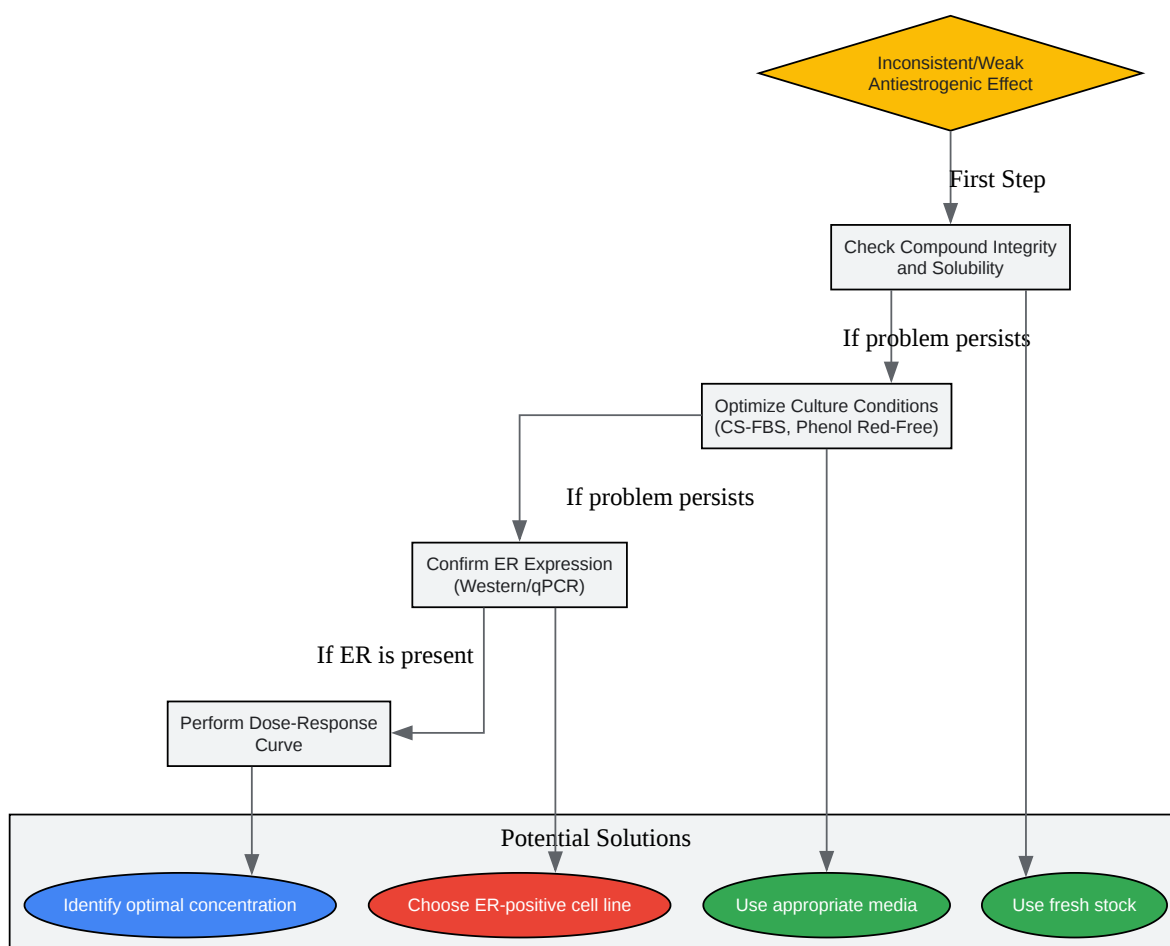 Inconsistent/Weak
Antiestrogenic Effect
First Step
Check Compound Integrity
and Solubility
If problem persists
Optimize Culture Conditions
(CS-FBS, Phenol Red-Free)
If problem persists
Confirm ER Expression
(Western/qPCR)
If ER is present
Perform Dose-Response
Curve
Potential Solutions
Identify optimal concentration
Choose ER-positive cell line
Use appropriate media
Use fresh stock